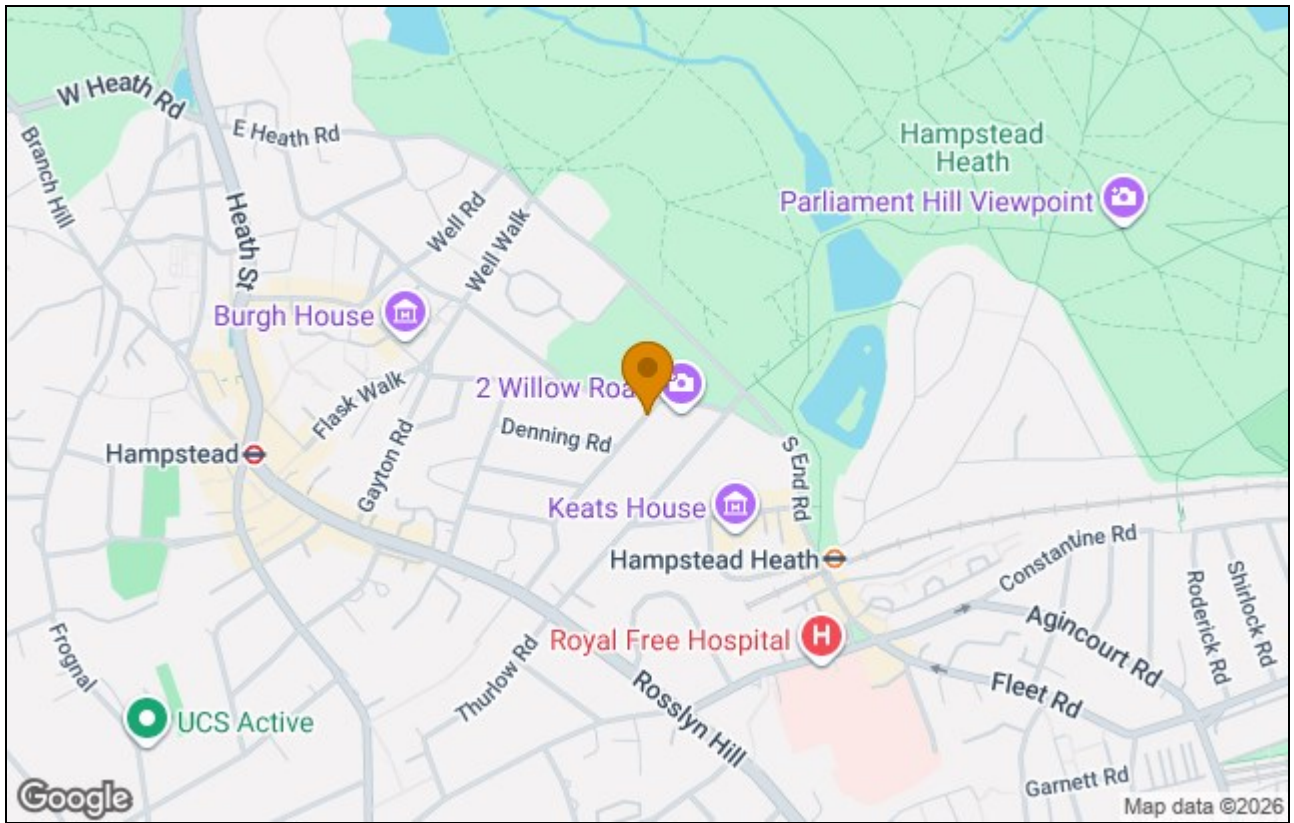 W Heath Rd
E Heath Rd
Branch Hill
Heath St
Well Rd
Well Walk
Hampstead
Heath
Parliament Hill Viewpoint
Burgh House
2 Willow Roa
Flask Walk
Denning Rd
Hampstead
Gayton Rd
S End Rd
Keats House
Hampstead Heath
H
Constantine Rd
Shirlock Rd
Roderick Rd
Agincourt Rd
Royal Free Hospital
H
Frognal
Thurlow Rd
Rosslyn Hill
Fleet Rd
UCS Active
Garnett Rd
Google
Map data ©2026